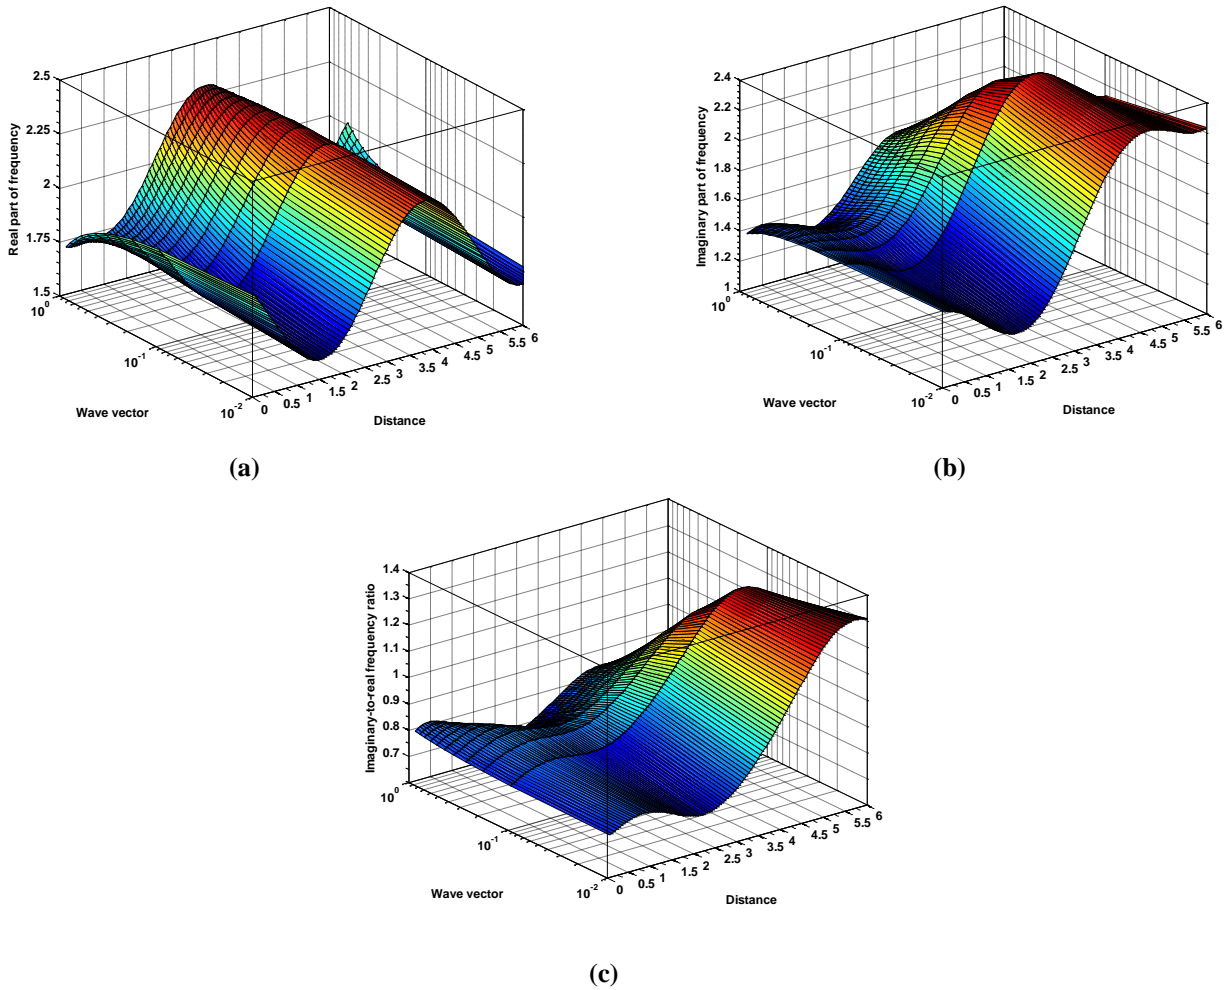 2.5
2.25
2
1.75
1.5
Real part of frequency
10^0
10^-1
10^-2
Wave vector
0 0.5 1 1.5 2 2.5 3 3.5 4 4.5 5 5.5 6
Distance
(a)
2.4
2.2
2
1.8
1.6
1.4
1.2
1
Imaginary part of frequency
10^0
10^-1
10^-2
Wave vector
0 0.5 1 1.5 2 2.5 3 3.5 4 4.5 5 5.5 6
Distance
(b)
1.4
1.3
1.2
1.1
1
0.9
0.8
0.7
Imaginary-to-real frequency ratio
10^0
10^-1
10^-2
Wave vector
0 0.5 1 1.5 2 2.5 3 3.5 4 4.5 5 5.5 6
Distance
(c)